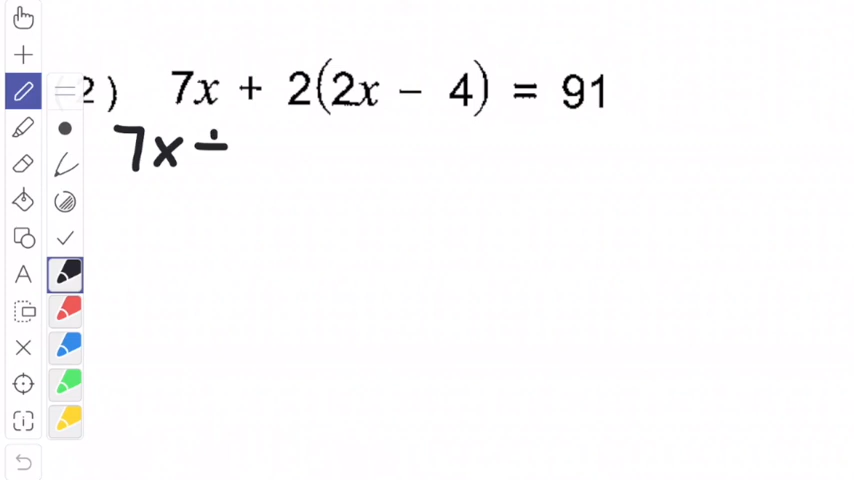 2) 7x + 2(2x − 4) = 91
7x ÷
A